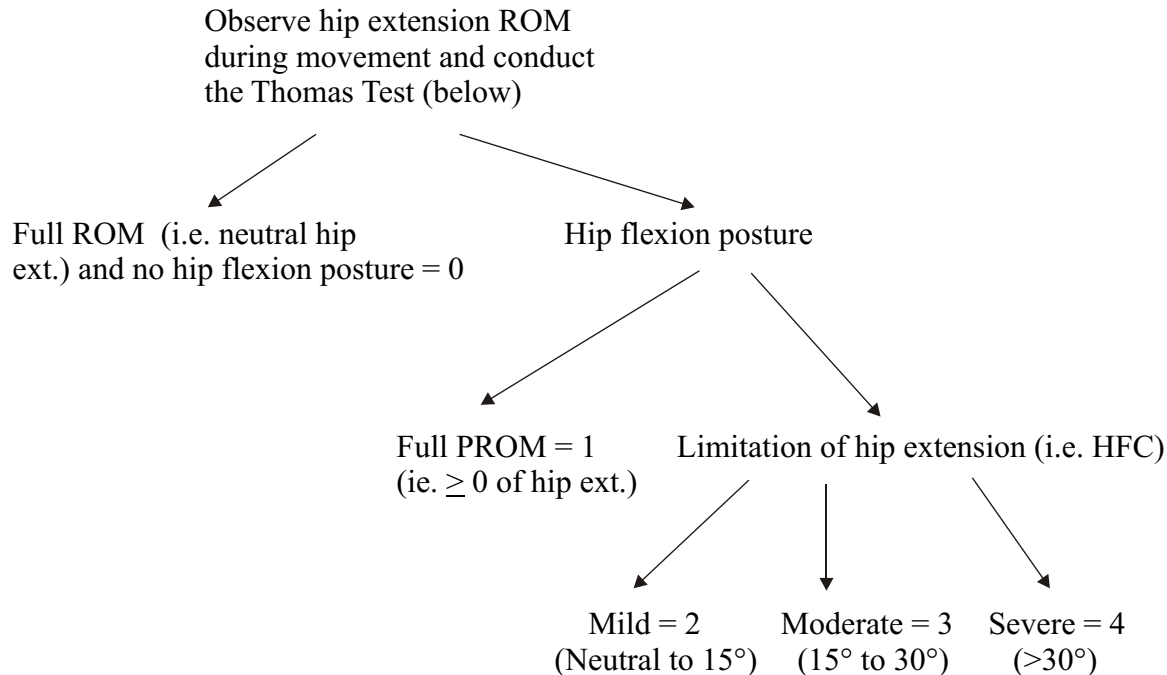 Observe hip extension ROM
during movement and conduct
the Thomas Test (below)
Full ROM (i.e. neutral hip
ext.) and no hip flexion posture = 0
Hip flexion posture
Full PROM = 1
(ie. ≥ 0 of hip ext.)
Limitation of hip extension (i.e. HFC)
Mild = 2
(Neutral to 15°)
Moderate = 3
(15° to 30°)
Severe = 4
(>30°)